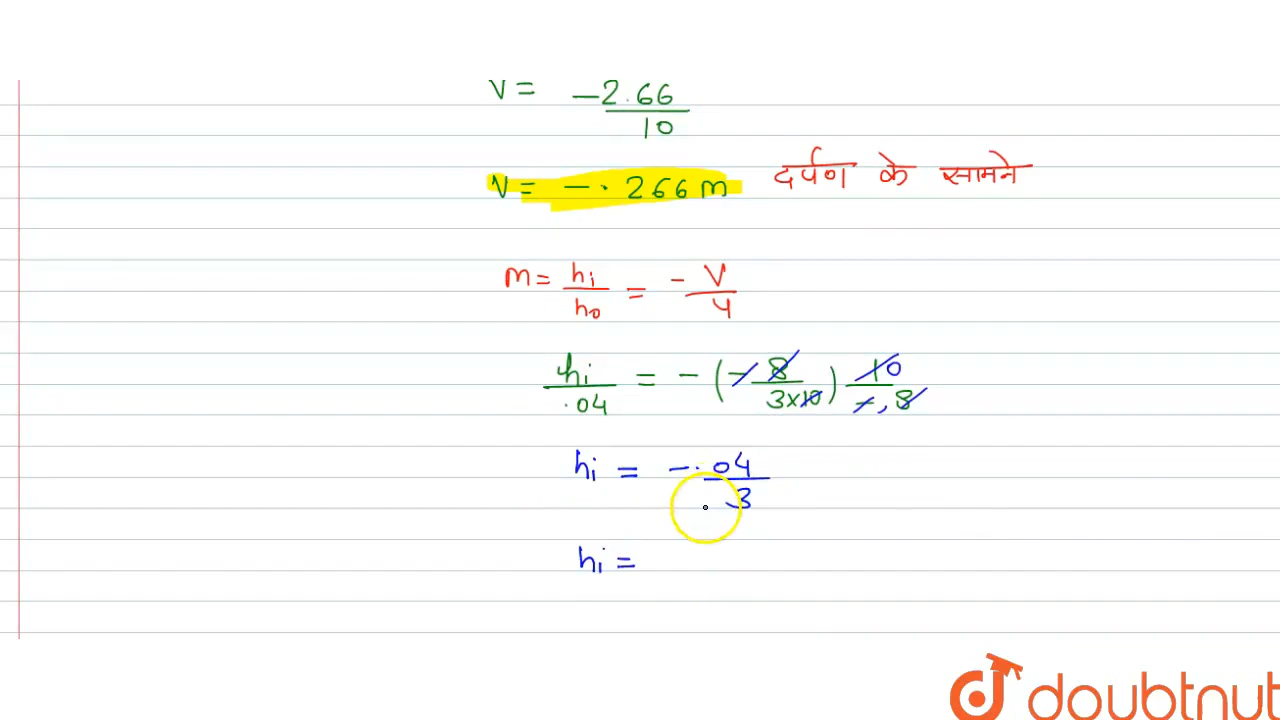 V = -2.66/10
V = -.266 m दर्पण के सामने
m = hi/ho = -V/4
hi/.04 = -(-8/3×10) 10/-.8
hi = -.04/3
hi =
doubtnut